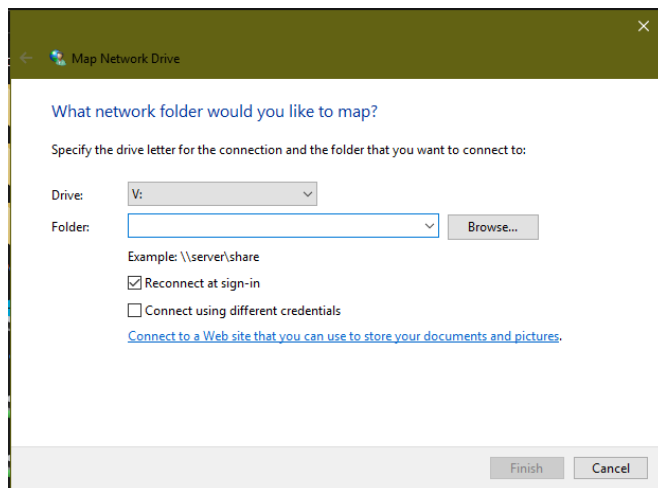 Map Network Drive
What network folder would you like to map?
Specify the drive letter for the connection and the folder that you want to connect to:
Drive: V:
Folder: Browse...
Example: \\server\share
Reconnect at sign-in
Connect using different credentials
Connect to a Web site that you can use to store your documents and pictures.
Finish Cancel